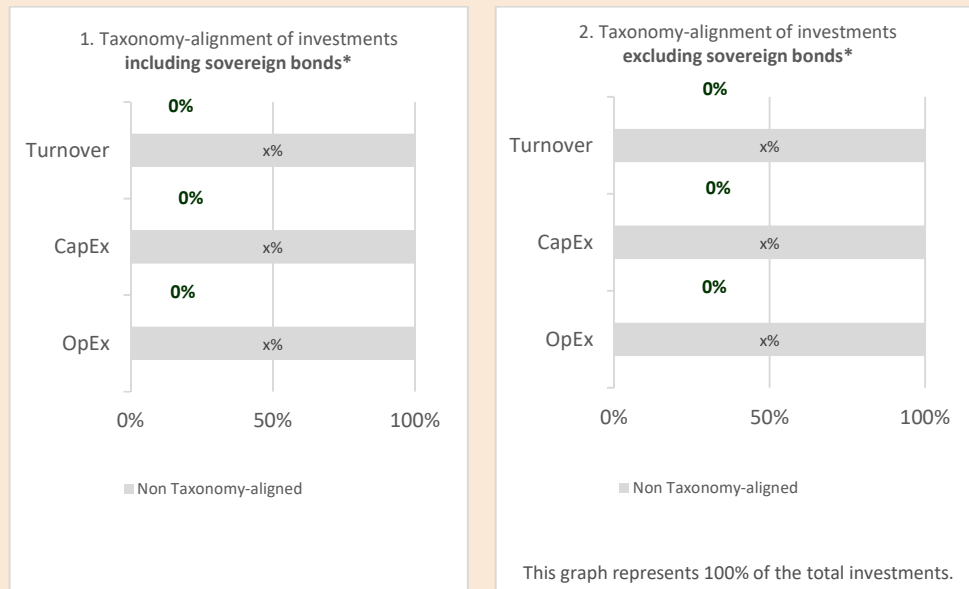 1. Taxonomy-alignment of investments
including sovereign bonds*
0%
Turnover
x%
0%
CapEx
x%
0%
OpEx
x%
0%
50%
100%
Non Taxonomy-aligned
2. Taxonomy-alignment of investments
excluding sovereign bonds*
0%
Turnover
x%
0%
CapEx
x%
0%
OpEx
x%
0%
50%
100%
Non Taxonomy-aligned
This graph represents 100% of the total investments.